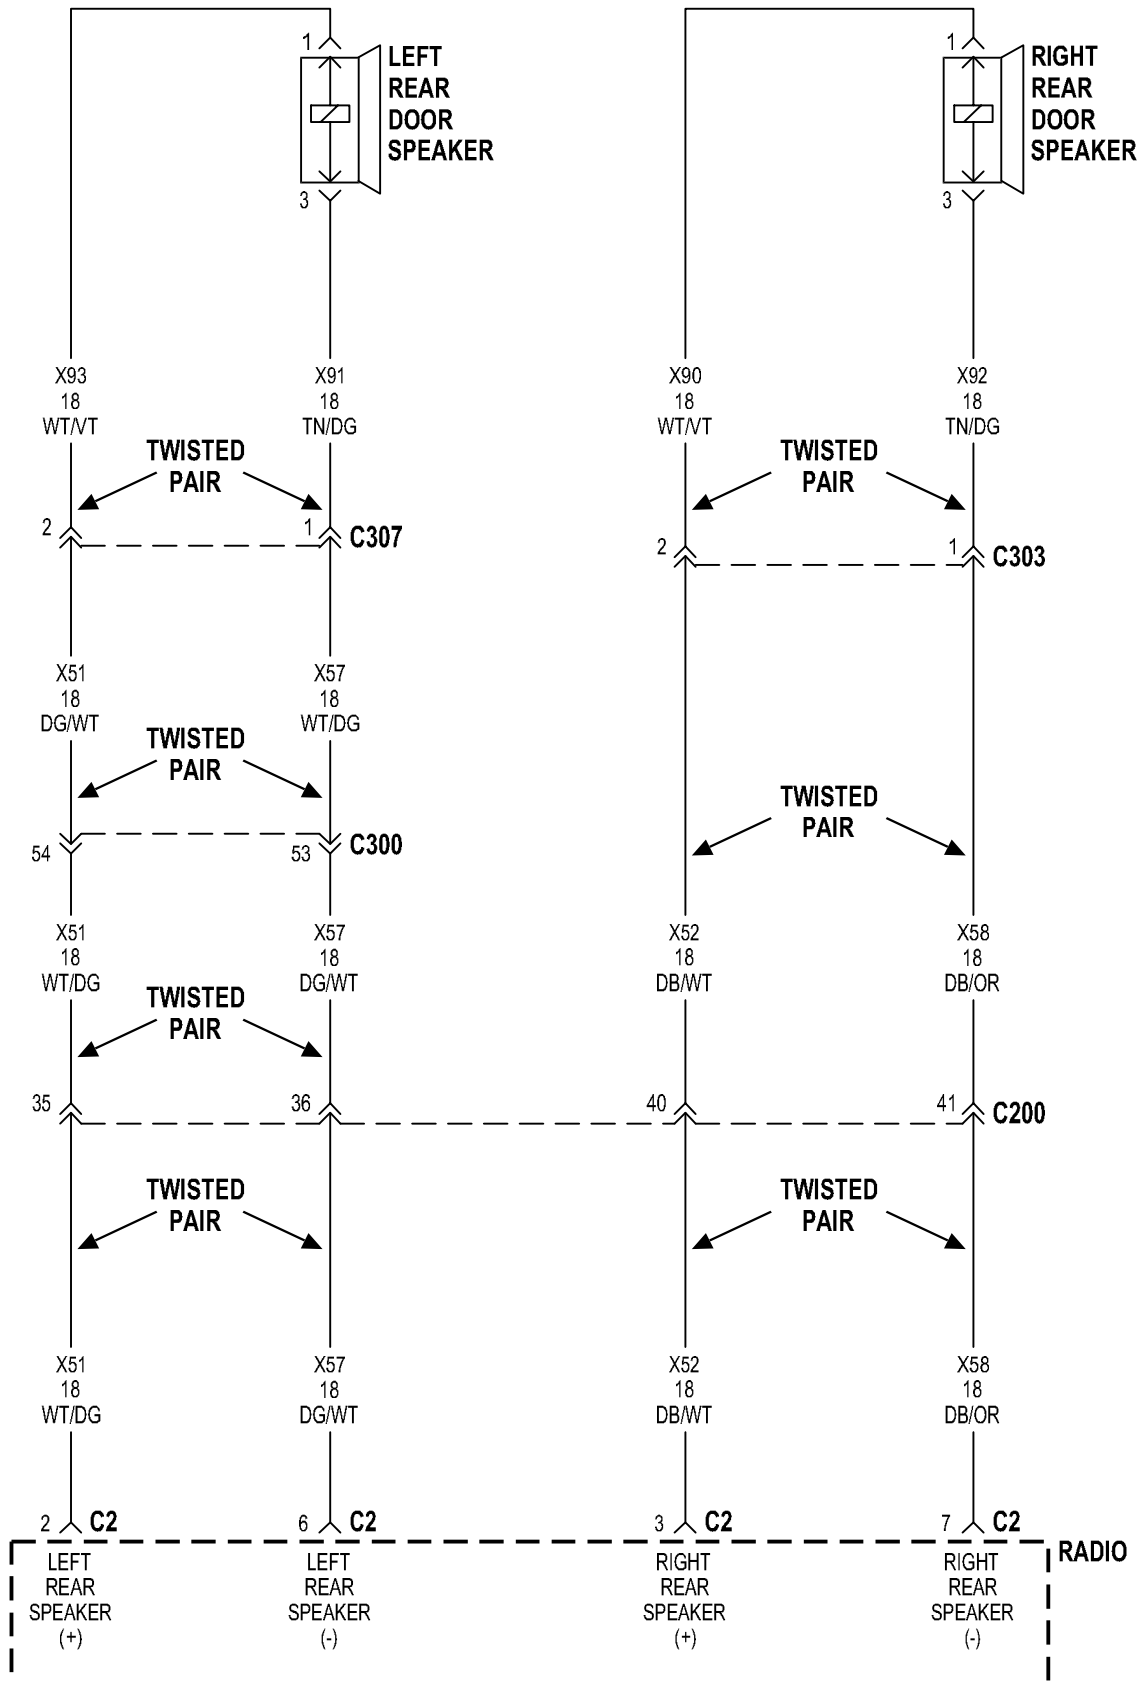 1
LEFT
REAR
DOOR
SPEAKER
3
1
RIGHT
REAR
DOOR
SPEAKER
3
X93
18
WT/VT
X91
18
TN/DG
X90
18
WT/VT
X92
18
TN/DG
TWISTED
PAIR
TWISTED
PAIR
2
1
C307
2
1
C303
X51
18
DG/WT
X57
18
WT/DG
TWISTED
PAIR
TWISTED
PAIR
54
53
C300
X51
18
WT/DG
X57
18
DG/WT
X52
18
DB/WT
X58
18
DB/OR
TWISTED
PAIR
35
36
40
41
C200
TWISTED
PAIR
TWISTED
PAIR
X51
18
WT/DG
X57
18
DG/WT
X52
18
DB/WT
X58
18
DB/OR
2
C2
6
C2
3
C2
7
C2
RADIO
LEFT
REAR
SPEAKER
(+)
LEFT
REAR
SPEAKER
(-)
RIGHT
REAR
SPEAKER
(+)
RIGHT
REAR
SPEAKER
(-)